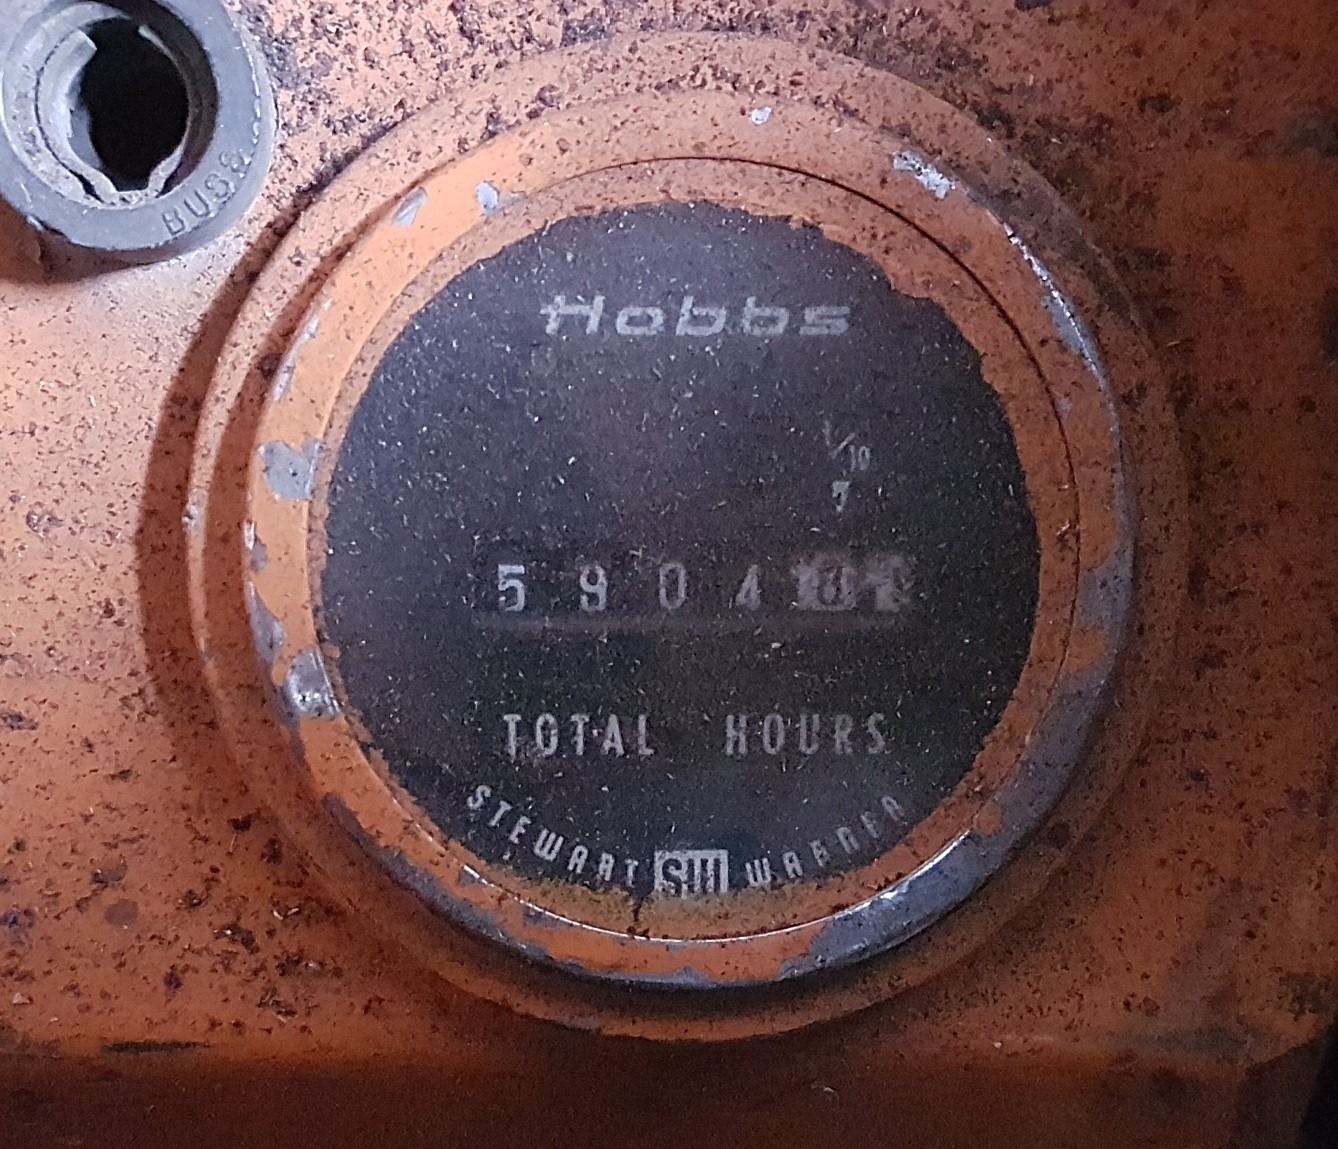 BUSS
Hobbs
1/10
5 9 0 4
TOTAL HOURS
STEWART SW WARNER